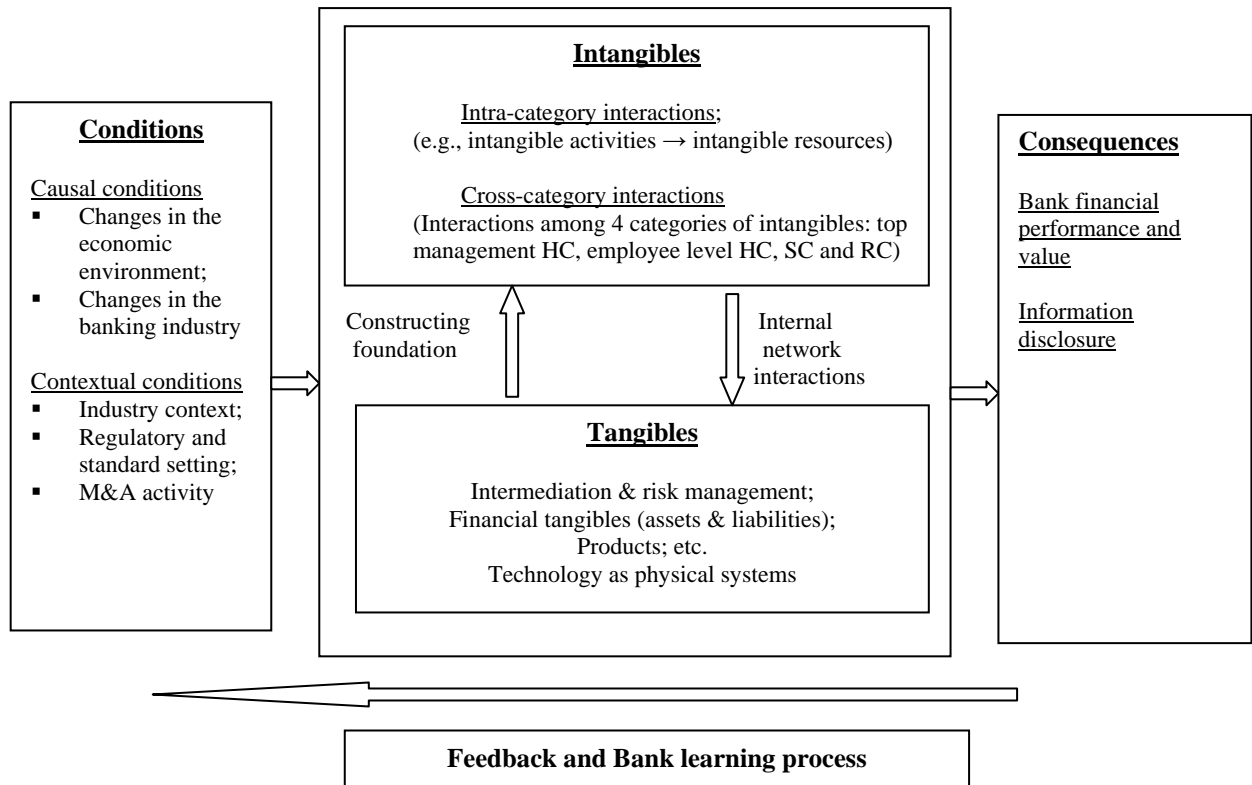 Conditions
Causal conditions
▪ Changes in the
economic
environment;
▪ Changes in the
banking industry
Contextual conditions
▪ Industry context;
▪ Regulatory and
standard setting;
▪ M&A activity
Intangibles
Intra-category interactions;
(e.g., intangible activities → intangible resources)
Cross-category interactions
(Interactions among 4 categories of intangibles: top
management HC, employee level HC, SC and RC)
Constructing
foundation
Internal
network
interactions
Tangibles
Intermediation & risk management;
Financial tangibles (assets & liabilities);
Products; etc.
Technology as physical systems
Consequences
Bank financial
performance and
value
Information
disclosure
Feedback and Bank learning process